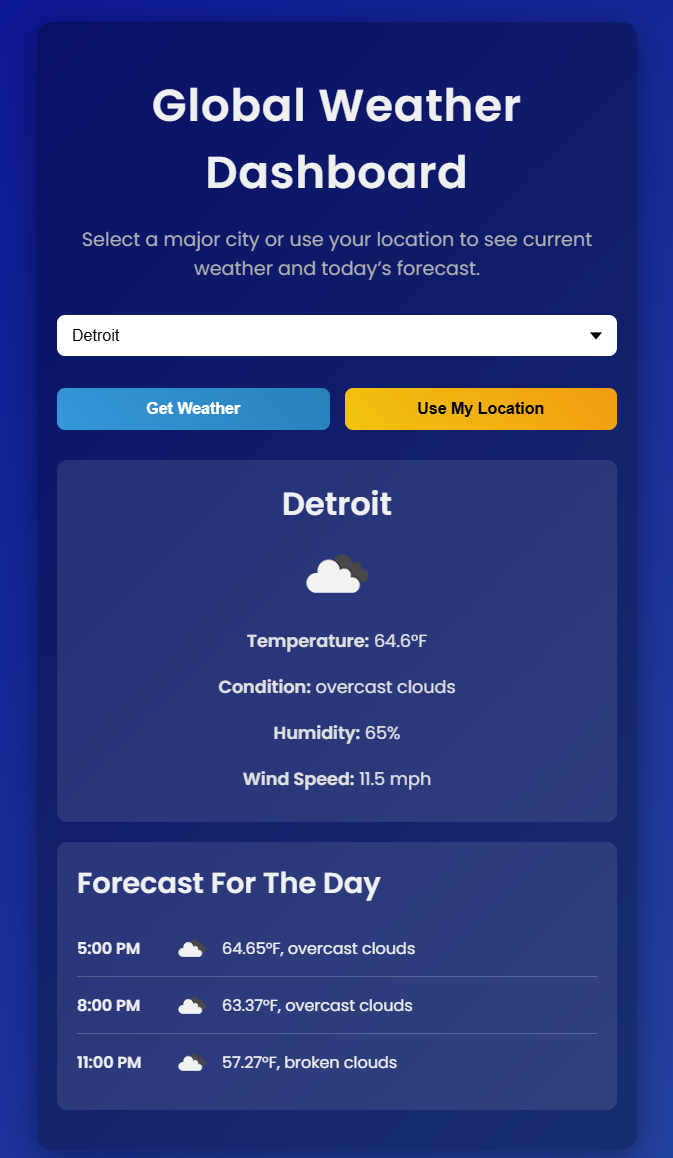 Global Weather
Dashboard
Select a major city or use your location to see current
weather and today’s forecast.
Detroit
Get Weather
Use My Location
Detroit
Temperature: 64.6°F
Condition: overcast clouds
Humidity: 65%
Wind Speed: 11.5 mph
Forecast For The Day
5:00 PM 64.65°F, overcast clouds
8:00 PM 63.37°F, overcast clouds
11:00 PM 57.27°F, broken clouds